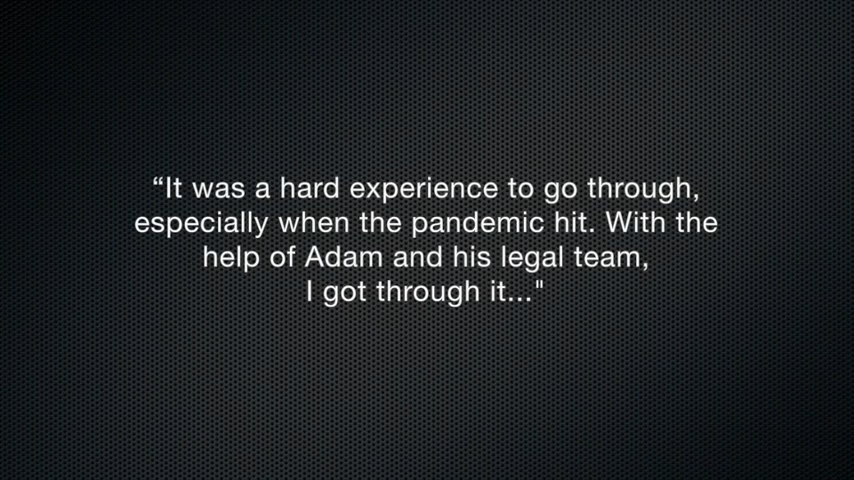 “It was a hard experience to go through,
especially when the pandemic hit. With the
help of Adam and his legal team,
I got through it..."